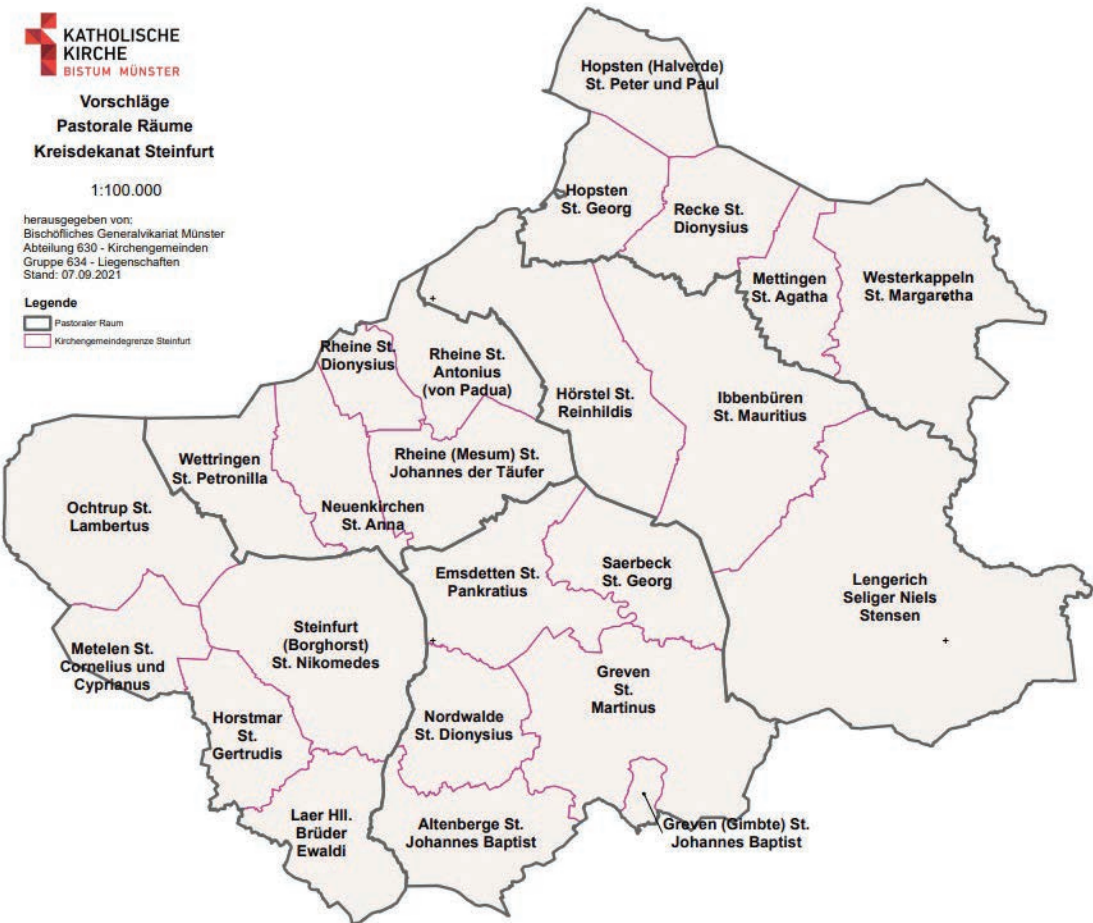 KATHOLISCHE
KIRCHE
BISTUM MÜNSTER
Vorschläge
Pastorale Räume
Kreisdekanat Steinfurt
1:100.000
herausgegeben von:
Bischöfliches Generalvikariat Münster
Abteilung 630 - Kirchengemeinden
Gruppe 634 - Liegenschaften
Stand: 07.09.2021
Legende
Pastoraler Raum
Kirchengemeindegrenze Steinfurt
Hopsten (Halverde)
St. Peter und Paul
Hopsten
St. Georg
Recke St.
Dionysius
Mettingen
St. Agatha
Westerkappeln
St. Margaretha
Rheine St.
Dionysius
Rheine St.
Antonius
(von Padua)
Hörstel St.
Reinhildis
Ibbenbüren
St. Mauritius
Wettringen
St. Petronilla
Rheine (Mesum) St.
Johannes der Täufer
Neuenkirchen
St. Anna
Ochtrup St.
Lambertus
Emsdetten St.
Pankratius
Saerbeck
St. Georg
Lengerich
Seliger Niels
Stensen
Steinfurt
(Borghorst)
St. Nikomedes
Metelen St.
Cornelius und
Cyprianus
Greven
St.
Martinus
Horstmar
St.
Gertrudis
Nordwalde
St. Dionysius
Laer Hll.
Brüder
Ewaldi
Altenberge St.
Johannes Baptist
Greven (Gimbte) St.
Johannes Baptist